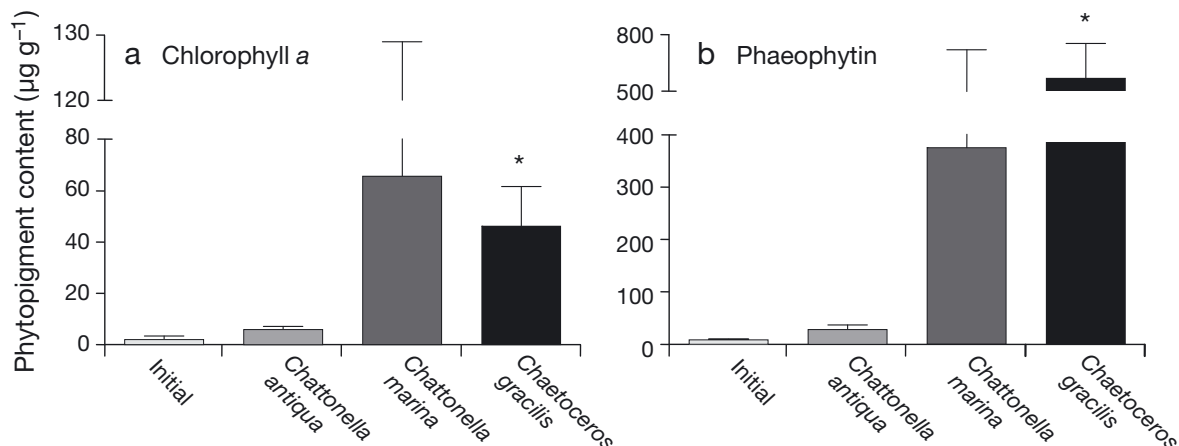 Phytopigment content (µg g⁻¹)
a Chlorophyll a
130
120
80
60
40
20
0
*
Initial
Chattonella
antiqua
Chattonella
marina
Chaetoceros
gracilis
b Phaeophytin
800
500
400
300
200
100
0
*
Initial
Chattonella
antiqua
Chattonella
marina
Chaetoceros
gracilis